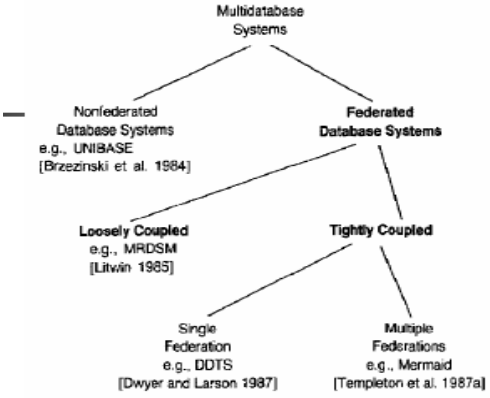 Multidatabase
Systems
Nonfederated
Database Systems
e.g., UNIBASE
[Brzezinski et al. 1984]
Federated
Database Systems
Loosely Coupled
e.g., MRDSM
[Litwin 1985]
Tightly Coupled
Single
Federation
e.g., DDTS
[Dwyer and Larson 1987]
Multiple
Federations
e.g., Mermaid
[Templeton et al. 1987a]